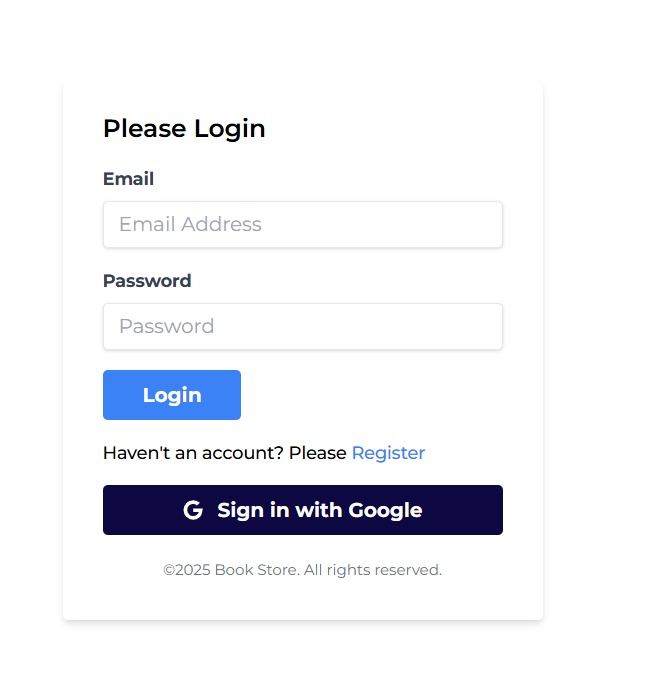 Please Login
Email
Email Address
Password
Password
Login
Haven't an account? Please Register
Sign in with Google
©2025 Book Store. All rights reserved.